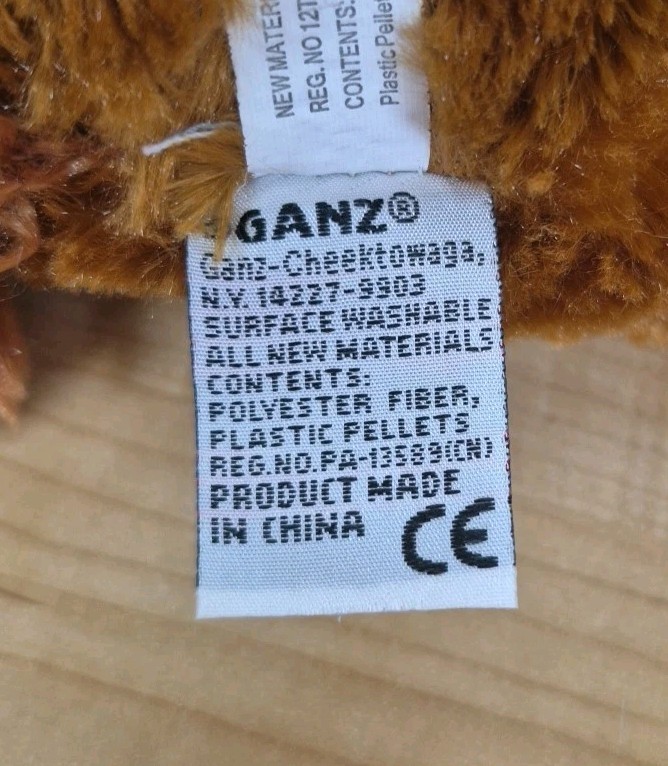 NEW MATER
REG.NO 12T
CONTENTS:
Plastic Pelle
GANZ®
Ganz-Cheektowaga,
N.Y. 14227-9903
SURFACE WASHABLE
ALL NEW MATERIALS
CONTENTS:
POLYESTER FIBER,
PLASTIC PELLETS
REG.NO.PA-13589(CN)
PRODUCT MADE
IN CHINA
CE